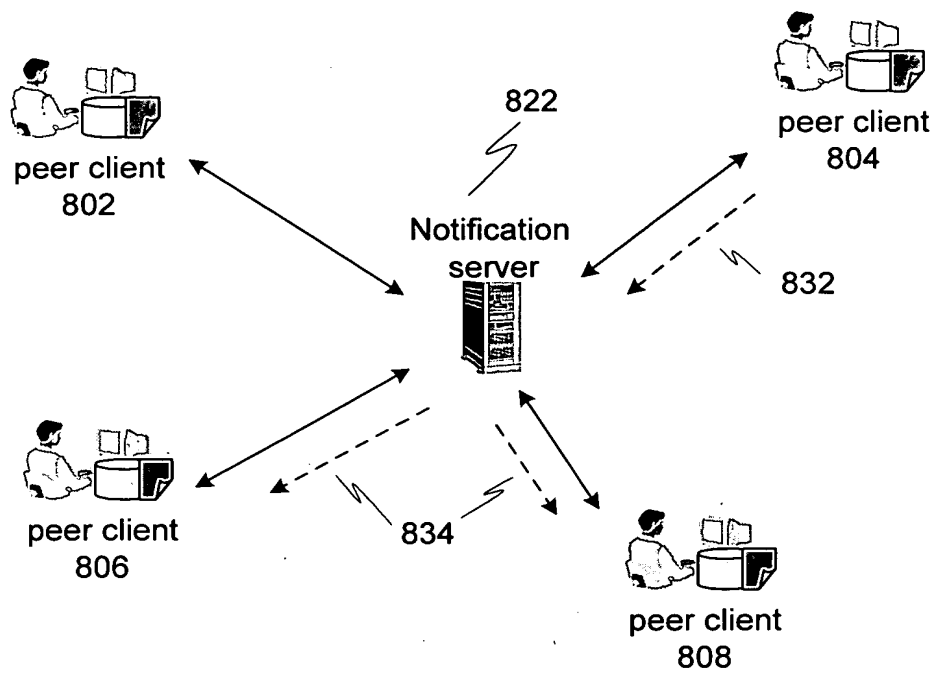 822
peer client
804
peer client
802
Notification
server
832
peer client
806
834
peer client
808